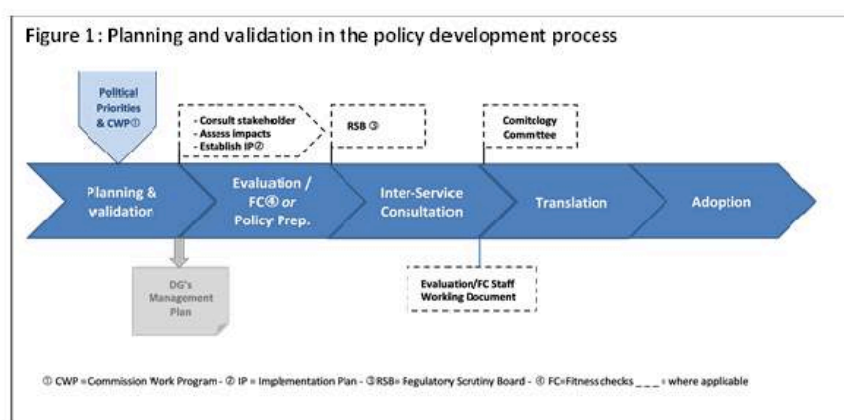 Figure 1: Planning and validation in the policy development process
Political
Priorities
& CWP①
- Consult stakeholder
- Assess impacts
- Establish IP②
RSB ③
Comitology
Committee
Planning &
validation
Evaluation /
FC④ or
Policy Prep.
Inter-Service
Consultation
Translation
Adoption
DG's
Management
Plan
Evaluation/FC Staff
Working Document
① CWP =Commission Work Program - ② IP = Implementation Plan - ③RSB= Regulatory Scrutiny Board - ④ FC=Fitness checks _ _ _ = where applicable